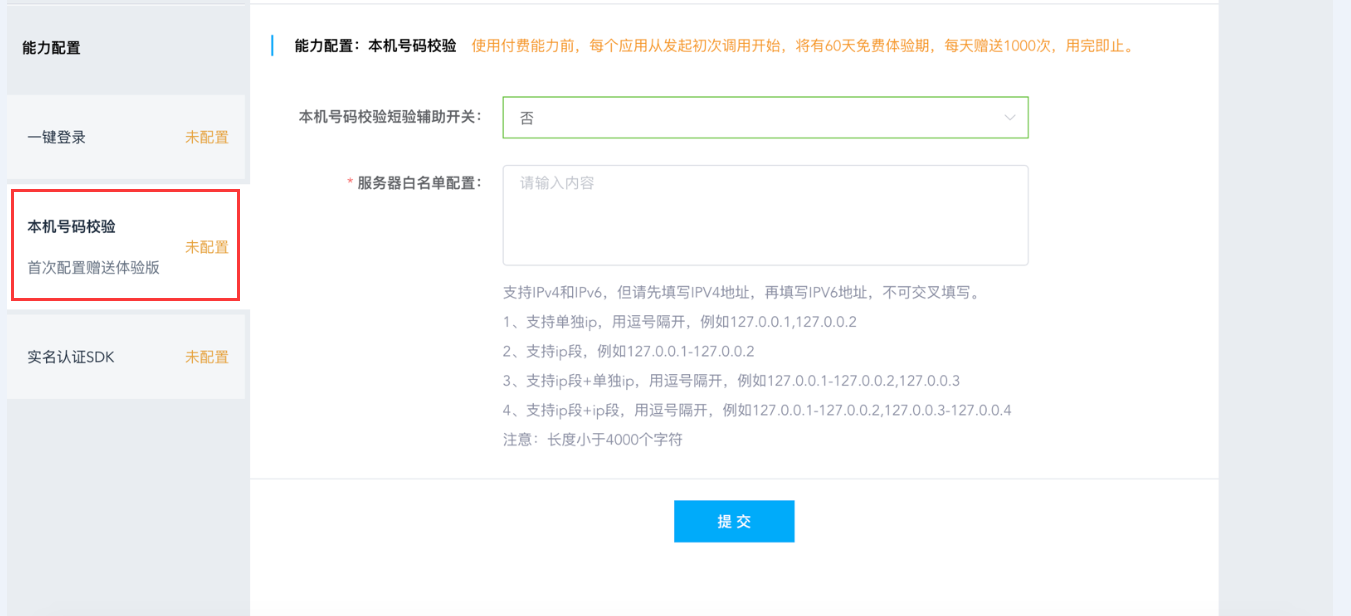 能力配置
一键登录 未配置
本机号码校验
首次配置赠送体验版 未配置
实名认证SDK 未配置
能力配置：本机号码校验 使用付费能力前，每个应用从发起初次调用开始，将有60天免费体验期，每天赠送1000次，用完即止。
本机号码校验短验辅助开关： 否
* 服务器白名单配置： 请输入内容
支持IPv4和IPv6，但请先填写IPV4地址，再填写IPV6地址，不可交叉填写。
1、支持单独ip，用逗号隔开，例如127.0.0.1,127.0.0.2
2、支持ip段，例如127.0.0.1-127.0.0.2
3、支持ip段+单独ip，用逗号隔开，例如127.0.0.1-127.0.0.2,127.0.0.3
4、支持ip段+ip段，用逗号隔开，例如127.0.0.1-127.0.0.2,127.0.0.3-127.0.0.4
注意：长度小于4000个字符
提交